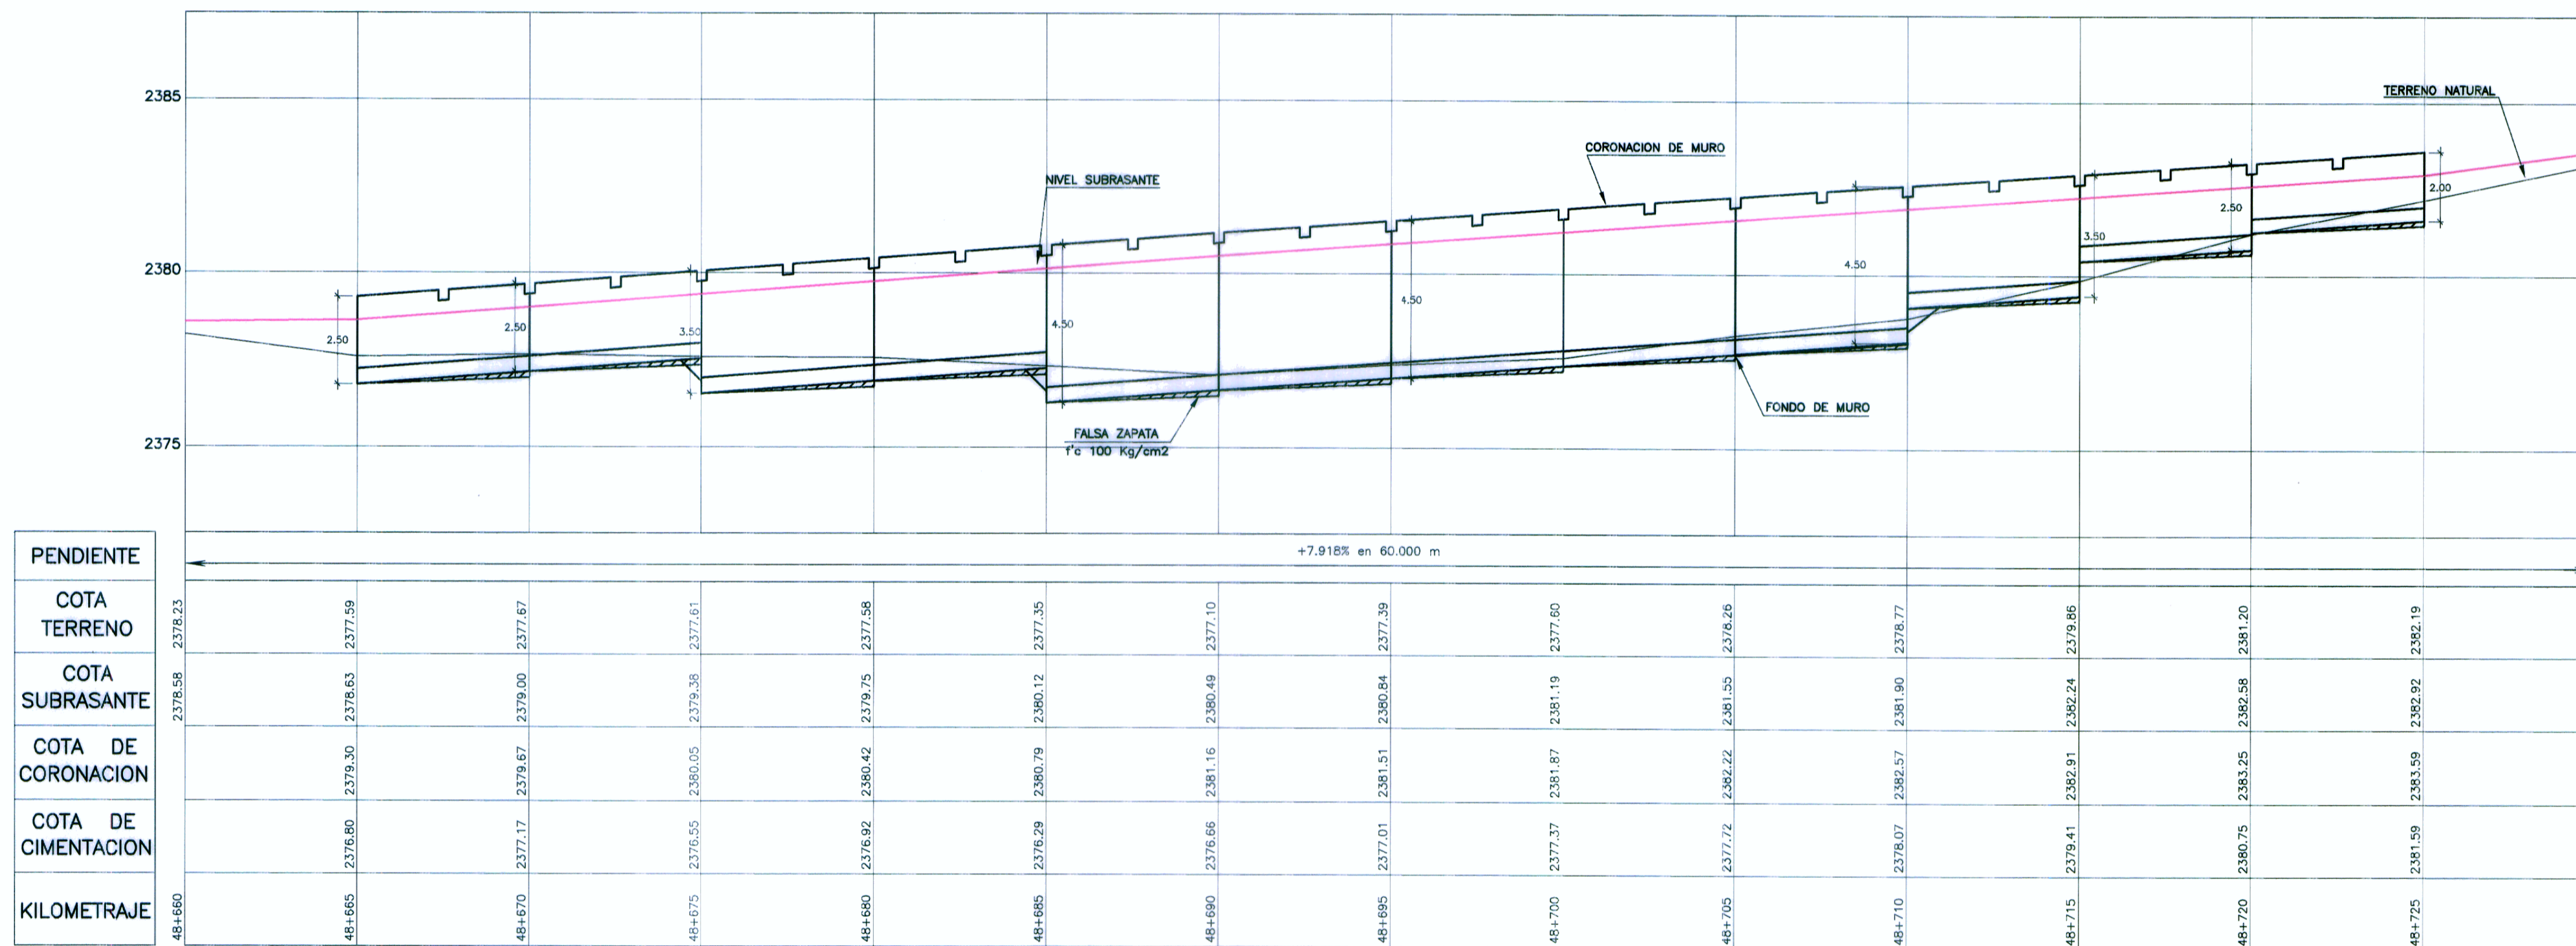 2385
TERRENO NATURAL
CORONACION DE MURO
NIVEL SUBRASANTE
2380
2.50
2.50
3.50
4.50
4.50
4.50
3.50
2.50
2.00
FONDO DE MURO
FALSA ZAPATA
f'c 100 Kg/cm2
2375
PENDIENTE
+7.918% en 60.000 m
COTA
TERRENO
2378.23 2377.59 2377.67 2377.61 2377.58 2377.35 2377.10 2377.39 2377.60 2378.26 2378.77 2379.86 2381.20 2382.19
COTA
SUBRASANTE
2378.58 2378.63 2379.00 2379.38 2379.75 2380.12 2380.49 2380.84 2381.19 2381.55 2381.90 2382.24 2382.58 2382.92
COTA DE
CORONACION
2379.30 2379.67 2380.05 2380.42 2380.79 2381.16 2381.51 2381.87 2382.22 2382.57 2382.91 2383.25 2383.59
COTA DE
CIMENTACION
2376.80 2377.17 2376.55 2376.92 2376.29 2376.66 2377.01 2377.37 2377.72 2378.07 2379.41 2380.75 2381.59
KILOMETRAJE
48+660 48+665 48+670 48+675 48+680 48+685 48+690 48+695 48+700 48+705 48+710 48+715 48+720 48+725